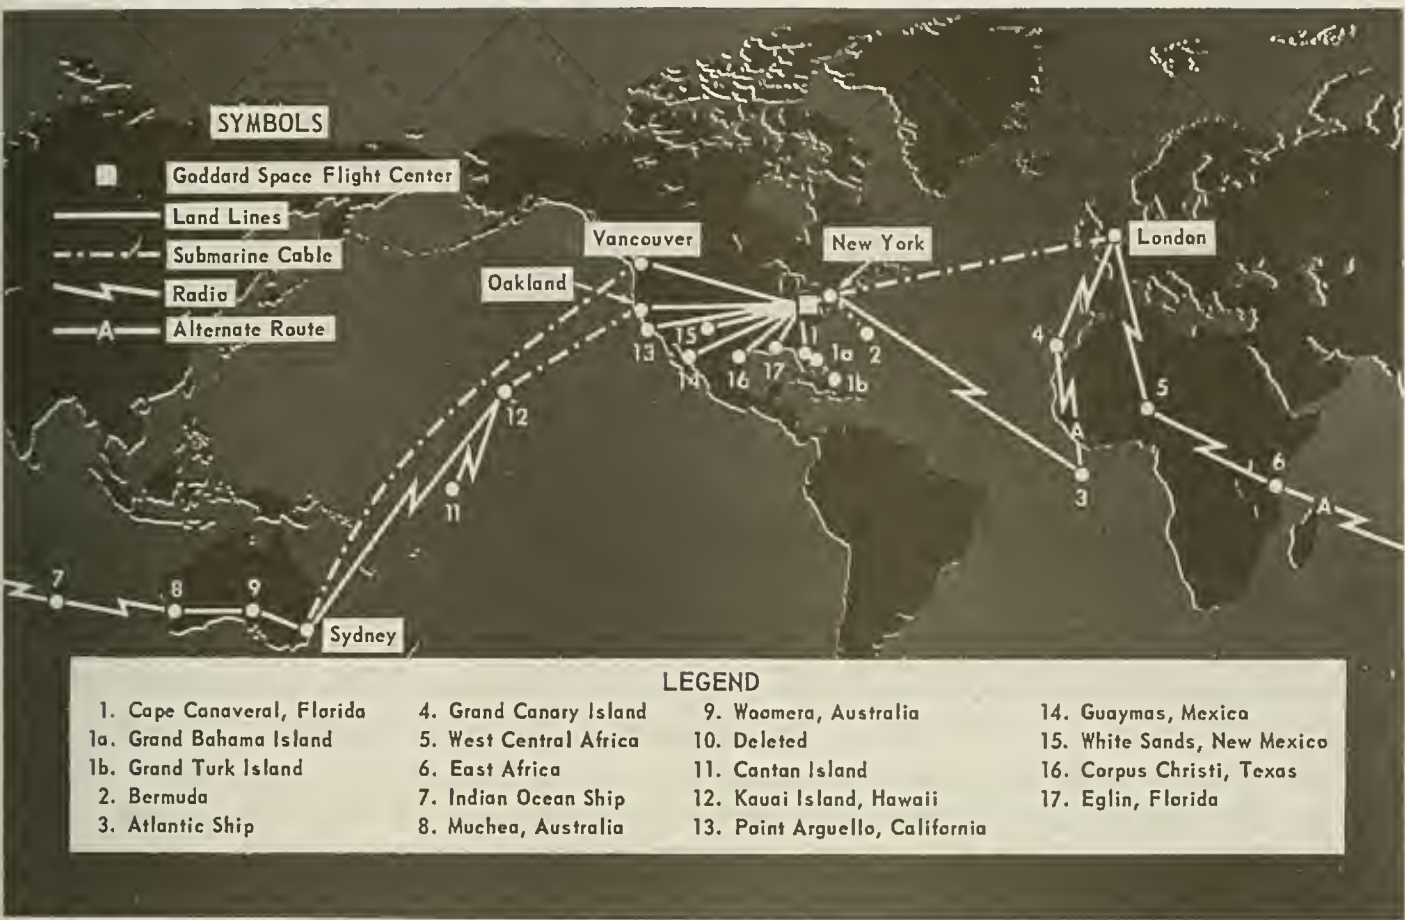 SYMBOLS
Goddard Space Flight Center
Land Lines
Submarine Cable
Radio
A
Alternate Route
Vancouver
New York
London
Oakland
13
15
14
16
17
1
1a
1b
2
4
5
12
A
11
3
6
A
7
8
9
Sydney
LEGEND
1. Cape Canaveral, Florida
1a. Grand Bahama Island
1b. Grand Turk Island
2. Bermuda
3. Atlantic Ship
4. Grand Canary Island
5. West Central Africa
6. East Africa
7. Indian Ocean Ship
8. Muchea, Australia
9. Woomera, Australia
10. Deleted
11. Canton Island
12. Kauai Island, Hawaii
13. Point Arguello, California
14. Guaymas, Mexico
15. White Sands, New Mexico
16. Corpus Christi, Texas
17. Eglin, Florida